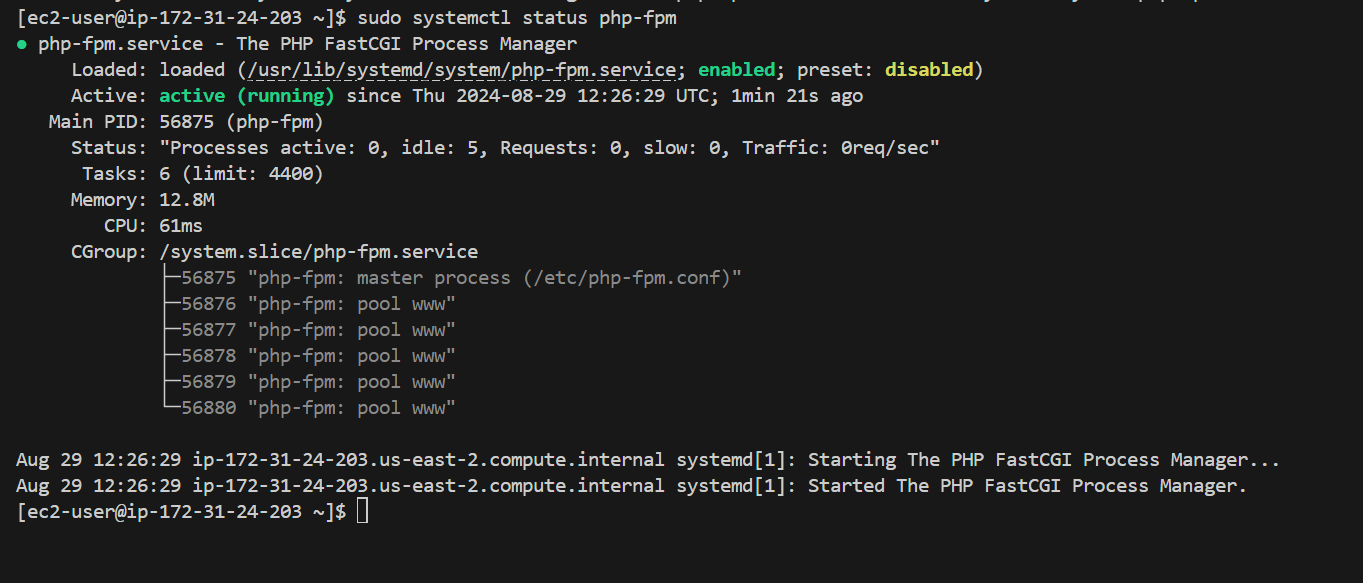 [ec2-user@ip-172-31-24-203 ~]$ sudo systemctl status php-fpm
● php-fpm.service - The PHP FastCGI Process Manager
Loaded: loaded (/usr/lib/systemd/system/php-fpm.service; enabled; preset: disabled)
Active: active (running) since Thu 2024-08-29 12:26:29 UTC; 1min 21s ago
Main PID: 56875 (php-fpm)
Status: "Processes active: 0, idle: 5, Requests: 0, slow: 0, Traffic: 0req/sec"
Tasks: 6 (limit: 4400)
Memory: 12.8M
CPU: 61ms
CGroup: /system.slice/php-fpm.service
├─56875 "php-fpm: master process (/etc/php-fpm.conf)"
├─56876 "php-fpm: pool www"
├─56877 "php-fpm: pool www"
├─56878 "php-fpm: pool www"
├─56879 "php-fpm: pool www"
└─56880 "php-fpm: pool www"
Aug 29 12:26:29 ip-172-31-24-203.us-east-2.compute.internal systemd[1]: Starting The PHP FastCGI Process Manager...
Aug 29 12:26:29 ip-172-31-24-203.us-east-2.compute.internal systemd[1]: Started The PHP FastCGI Process Manager.
[ec2-user@ip-172-31-24-203 ~]$